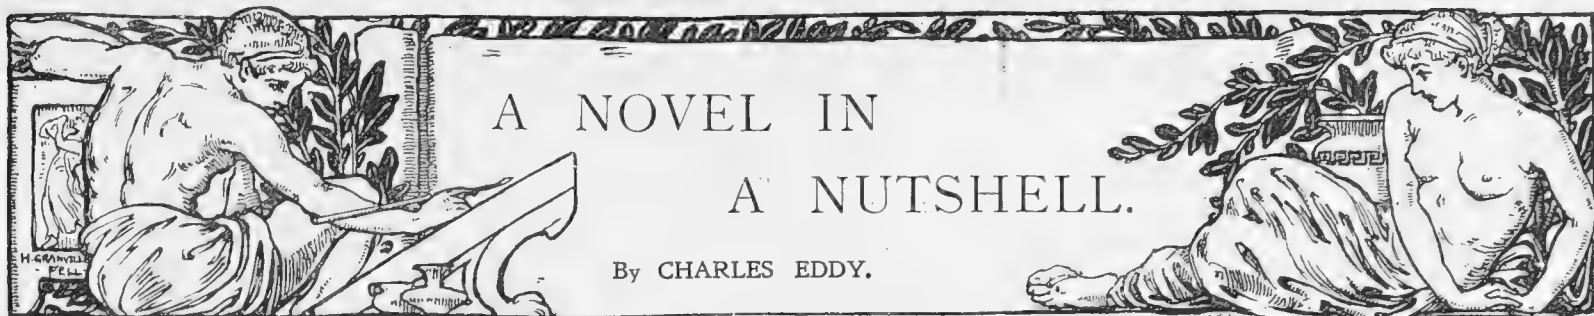 A NOVEL IN
A NUTSHELL.
By CHARLES EDDY.
H. GRANVILLE
- FELL